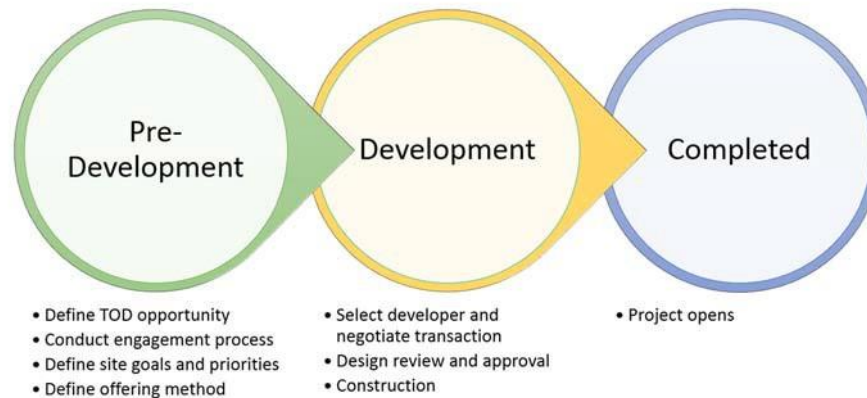 Pre-
Development
Development
Completed
• Define TOD opportunity
• Conduct engagement process
• Define site goals and priorities
• Define offering method
• Select developer and
negotiate transaction
• Design review and approval
• Construction
• Project opens